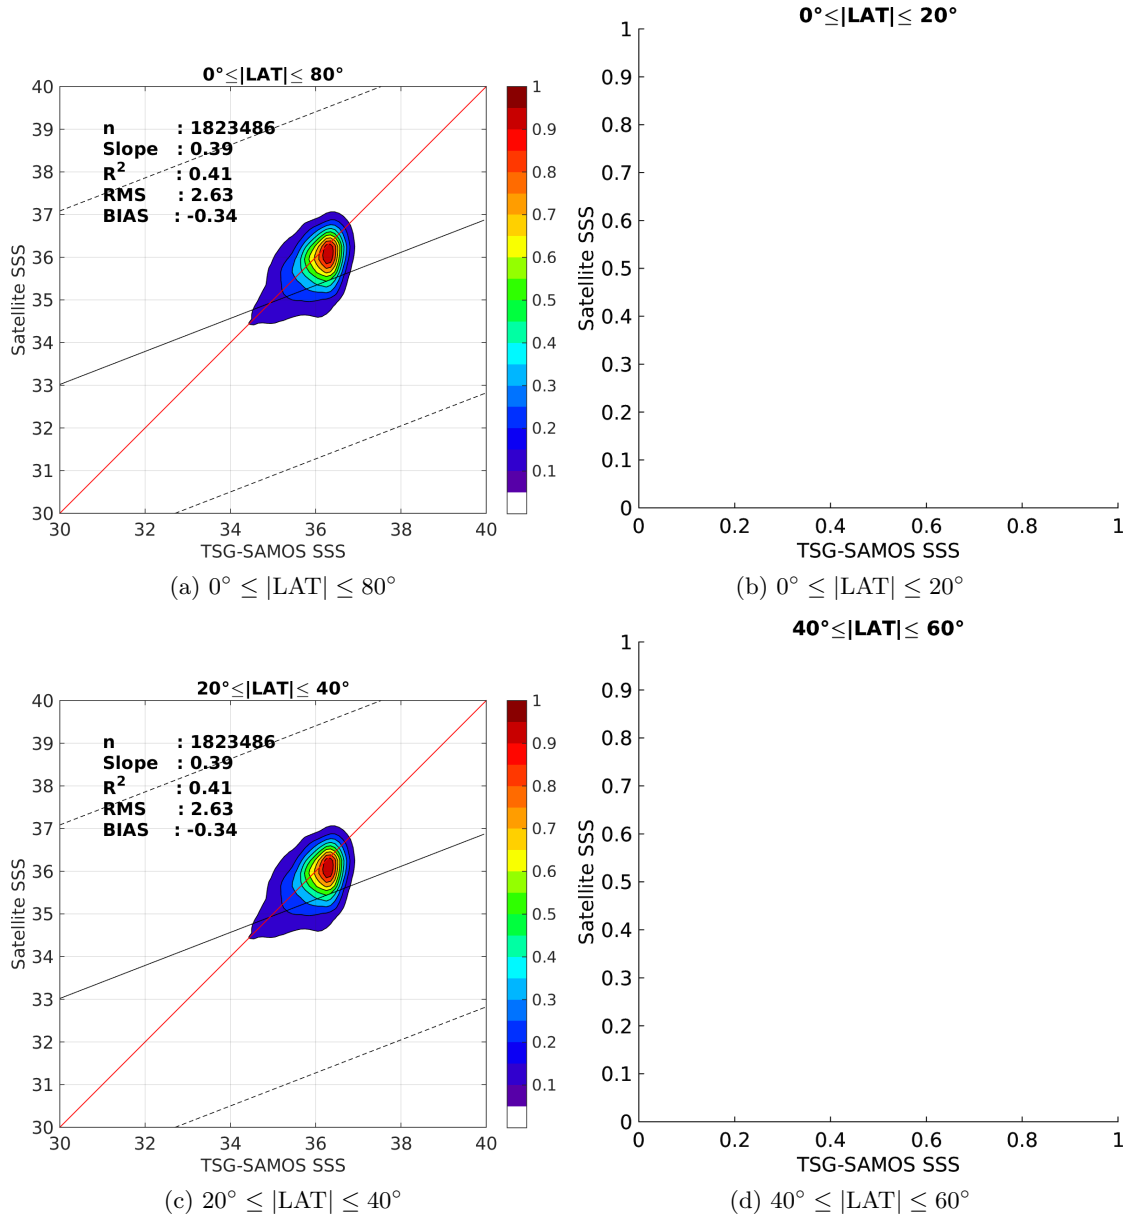 0°≤|LAT|≤ 80°
40
39
38
37
36
35
34
33
32
31
30
30 32 34 36 38 40
Satellite SSS
TSG-SAMOS SSS
n : 1823486
Slope : 0.39
R² : 0.41
RMS : 2.63
BIAS : -0.34
1
0.9
0.8
0.7
0.6
0.5
0.4
0.3
0.2
0.1
(a) 0° ≤ |LAT| ≤ 80°
0°≤|LAT|≤ 20°
1
0.9
0.8
0.7
0.6
0.5
0.4
0.3
0.2
0.1
0
0 0.2 0.4 0.6 0.8 1
Satellite SSS
TSG-SAMOS SSS
(b) 0° ≤ |LAT| ≤ 20°
20°≤|LAT|≤ 40°
40
39
38
37
36
35
34
33
32
31
30
30 32 34 36 38 40
Satellite SSS
TSG-SAMOS SSS
n : 1823486
Slope : 0.39
R² : 0.41
RMS : 2.63
BIAS : -0.34
1
0.9
0.8
0.7
0.6
0.5
0.4
0.3
0.2
0.1
(c) 20° ≤ |LAT| ≤ 40°
40°≤|LAT|≤ 60°
1
0.9
0.8
0.7
0.6
0.5
0.4
0.3
0.2
0.1
0
0 0.2 0.4 0.6 0.8 1
Satellite SSS
TSG-SAMOS SSS
(d) 40° ≤ |LAT| ≤ 60°